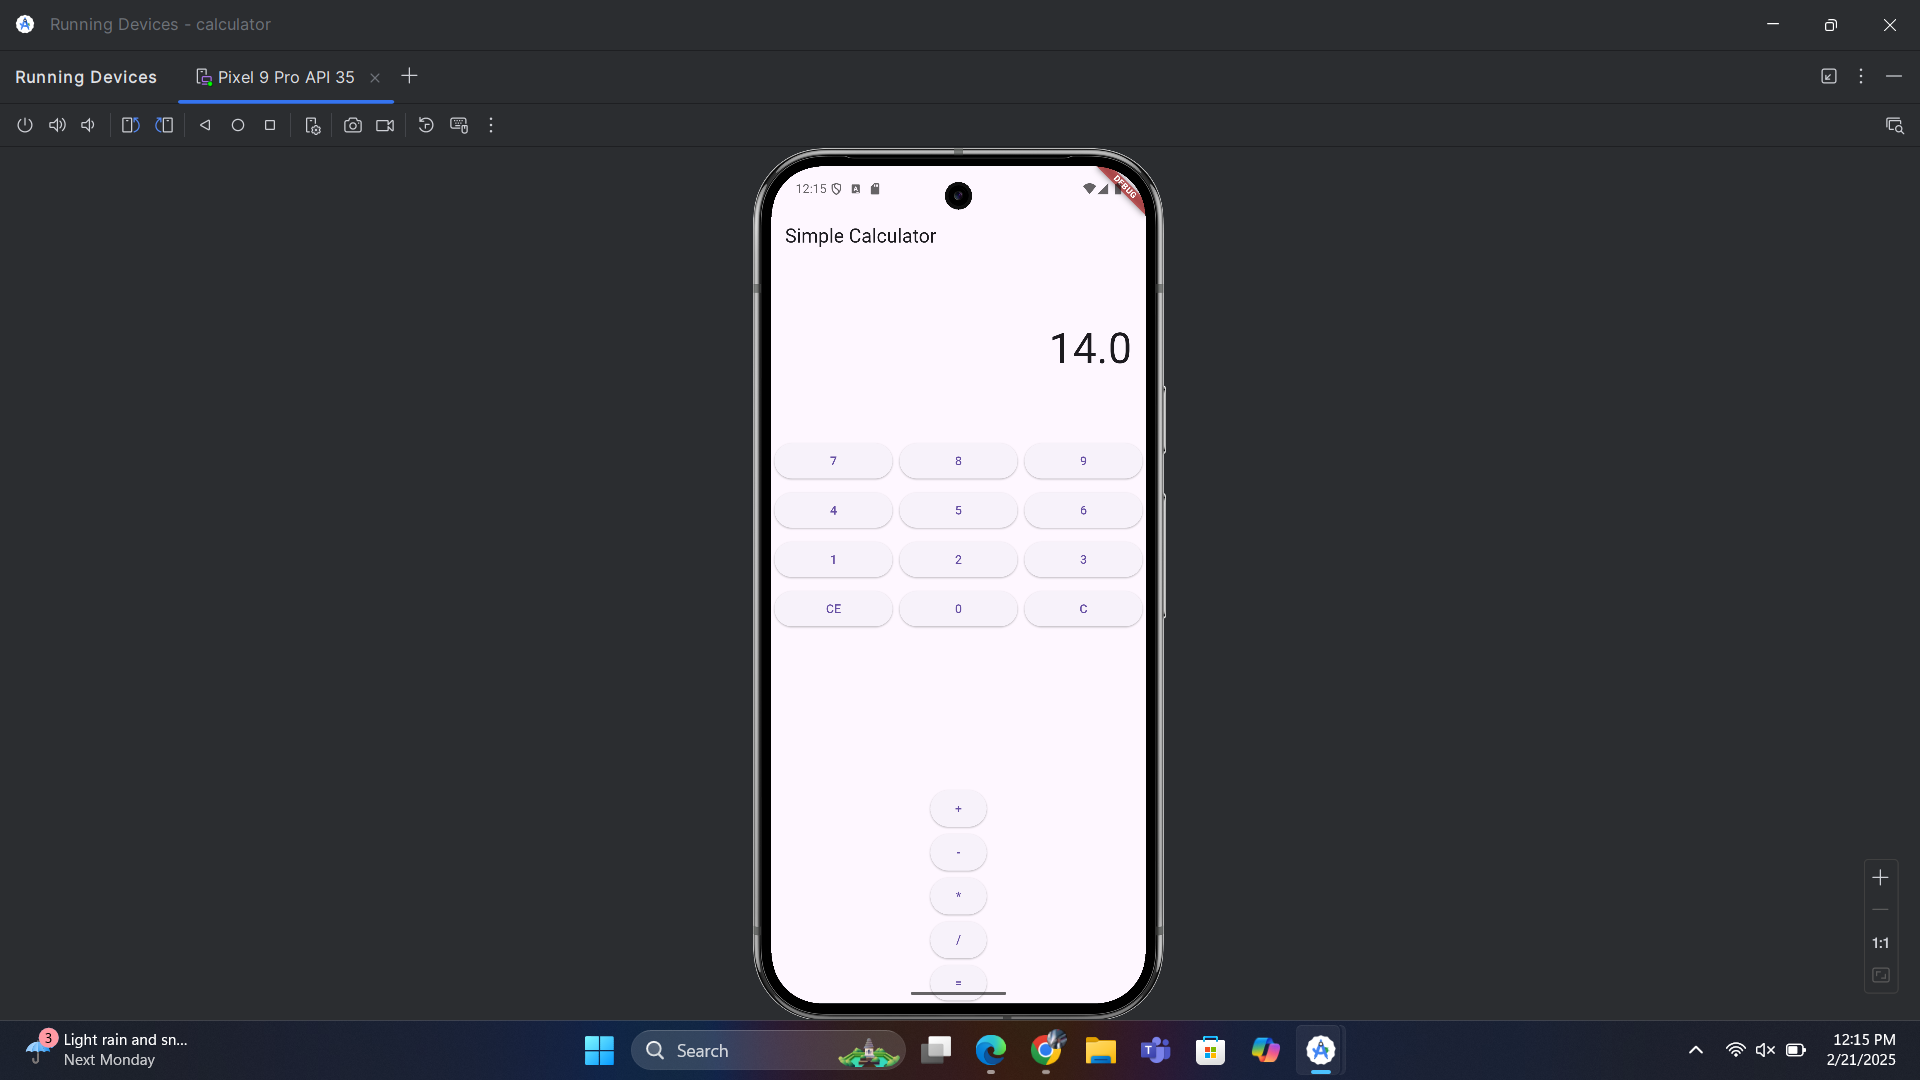 Running Devices - calculator
Running Devices
Pixel 9 Pro API 35
12:15
DEBUG
Simple Calculator
14.0
7 8 9
4 5 6
1 2 3
CE 0 C
+
-
*
/
=
1:1
3
Light rain and sn...
Next Monday
Search
12:15 PM
2/21/2025